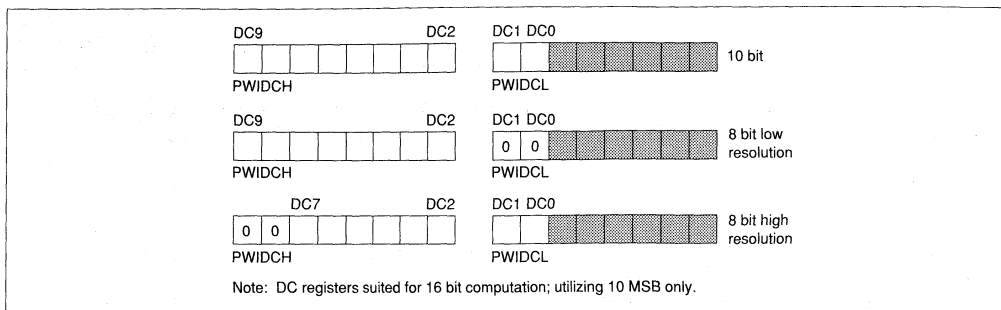 DC9 DC2 DC1 DC0
10 bit
PWIDCH PWIDCL
DC9 DC2 DC1 DC0
0 0
8 bit low
resolution
PWIDCH PWIDCL
DC7 DC2 DC1 DC0
0 0
8 bit high
resolution
PWIDCH PWIDCL
Note: DC registers suited for 16 bit computation; utilizing 10 MSB only.